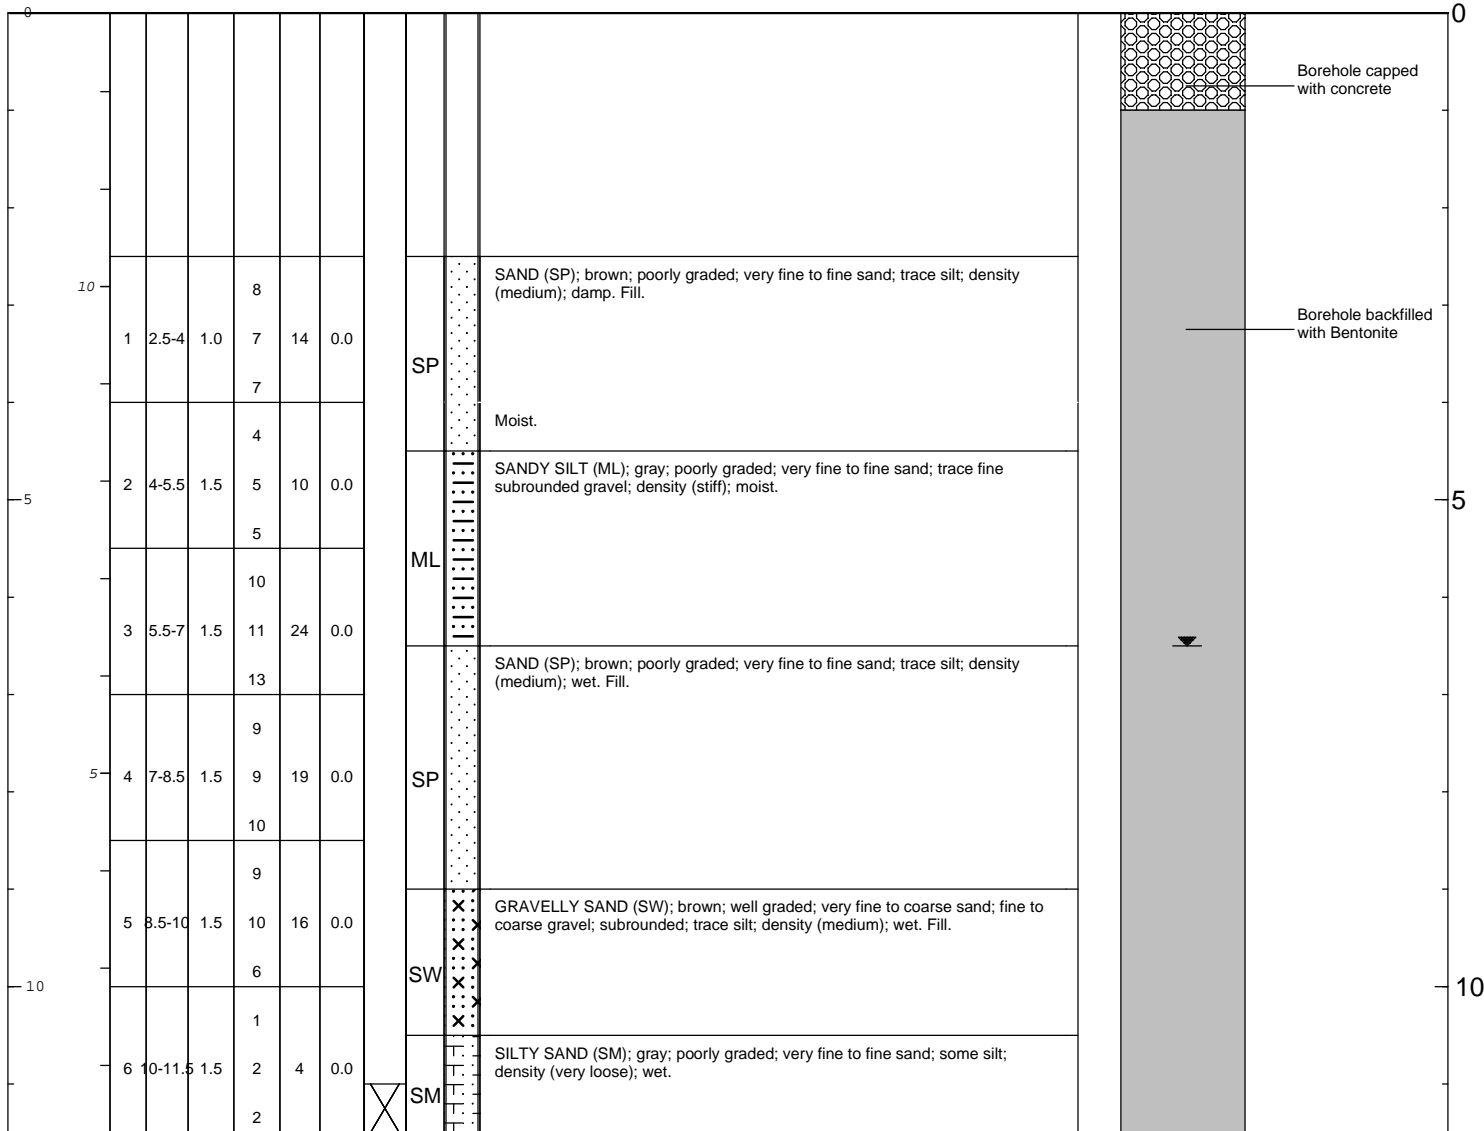 0
0
Borehole capped
with concrete
SAND (SP); brown; poorly graded; very fine to fine sand; trace silt; density
(medium); damp. Fill.
10
8
Borehole backfilled
with Bentonite
1 2.5-4 1.0 7 14 0.0
SP
7
Moist.
4
SANDY SILT (ML); gray; poorly graded; very fine to fine sand; trace fine
subrounded gravel; density (stiff); moist.
2 4-5.5 1.5 5 10 0.0
5
5
5
ML
10
3 5.5-7 1.5 11 24 0.0
SAND (SP); brown; poorly graded; very fine to fine sand; trace silt; density
(medium); wet. Fill.
13
9
5
4 7-8.5 1.5 9 19 0.0
SP
10
9
GRAVELLY SAND (SW); brown; well graded; very fine to coarse sand; fine to
coarse gravel; subrounded; trace silt; density (medium); wet. Fill.
5 8.5-10 1.5 10 16 0.0
6
SW
10
10
1
SILTY SAND (SM); gray; poorly graded; very fine to fine sand; some silt;
density (very loose); wet.
6 10-11.5 1.5 2 4 0.0
SM
2